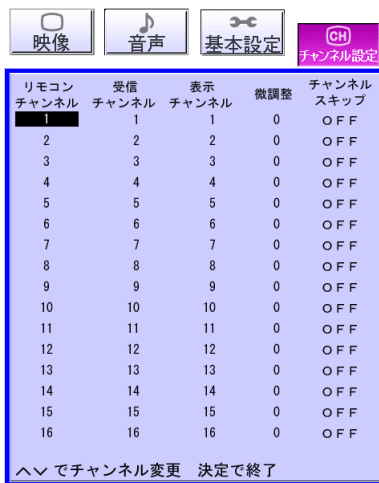 映像 音声 基本設定 CH チャンネル設定
リモコンチャンネル 受信チャンネル 表示チャンネル 微調整 チャンネルスキップ
1 1 1 0 OFF
2 2 2 0 OFF
3 3 3 0 OFF
4 4 4 0 OFF
5 5 5 0 OFF
6 6 6 0 OFF
7 7 7 0 OFF
8 8 8 0 OFF
9 9 9 0 OFF
10 10 10 0 OFF
11 11 11 0 OFF
12 12 12 0 OFF
13 13 13 0 OFF
14 14 14 0 OFF
15 15 15 0 OFF
16 16 16 0 OFF
へでチャンネル変更 決定で終了